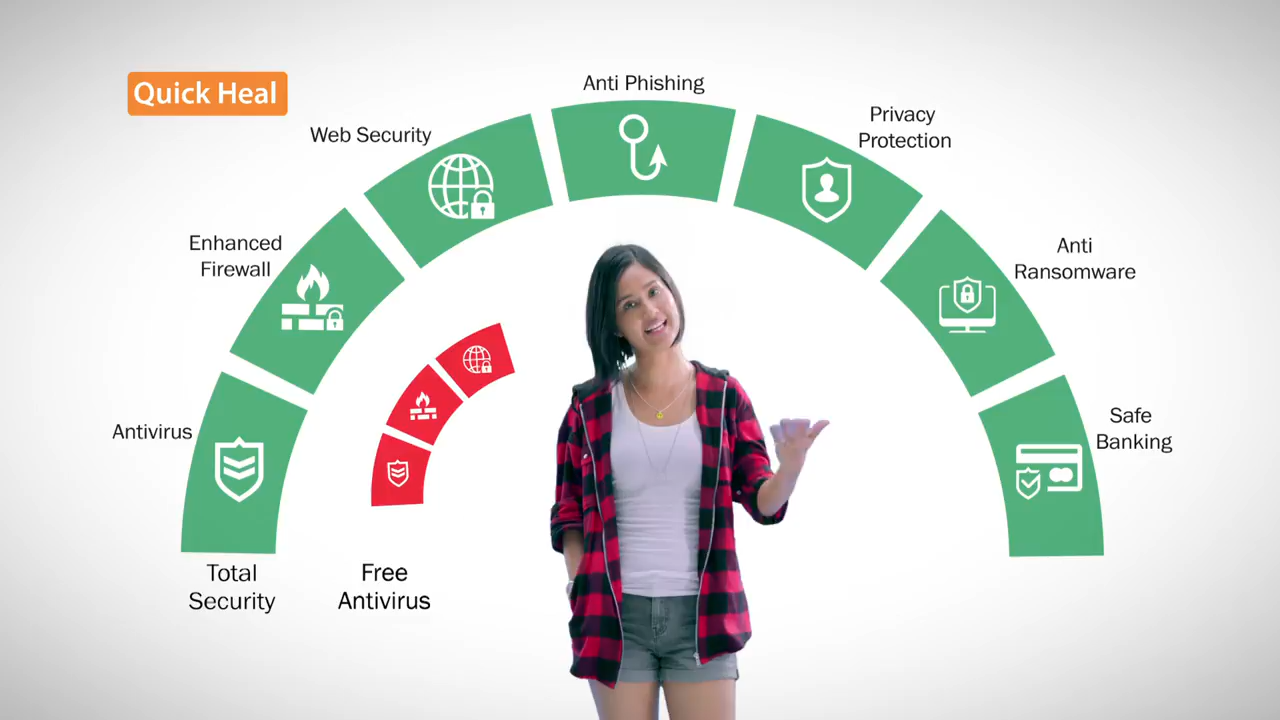 Quick Heal
Anti Phishing
Web Security
Privacy
Protection
Enhanced
Firewall
Anti
Ransomware
Antivirus
Safe
Banking
Total
Security
Free
Antivirus